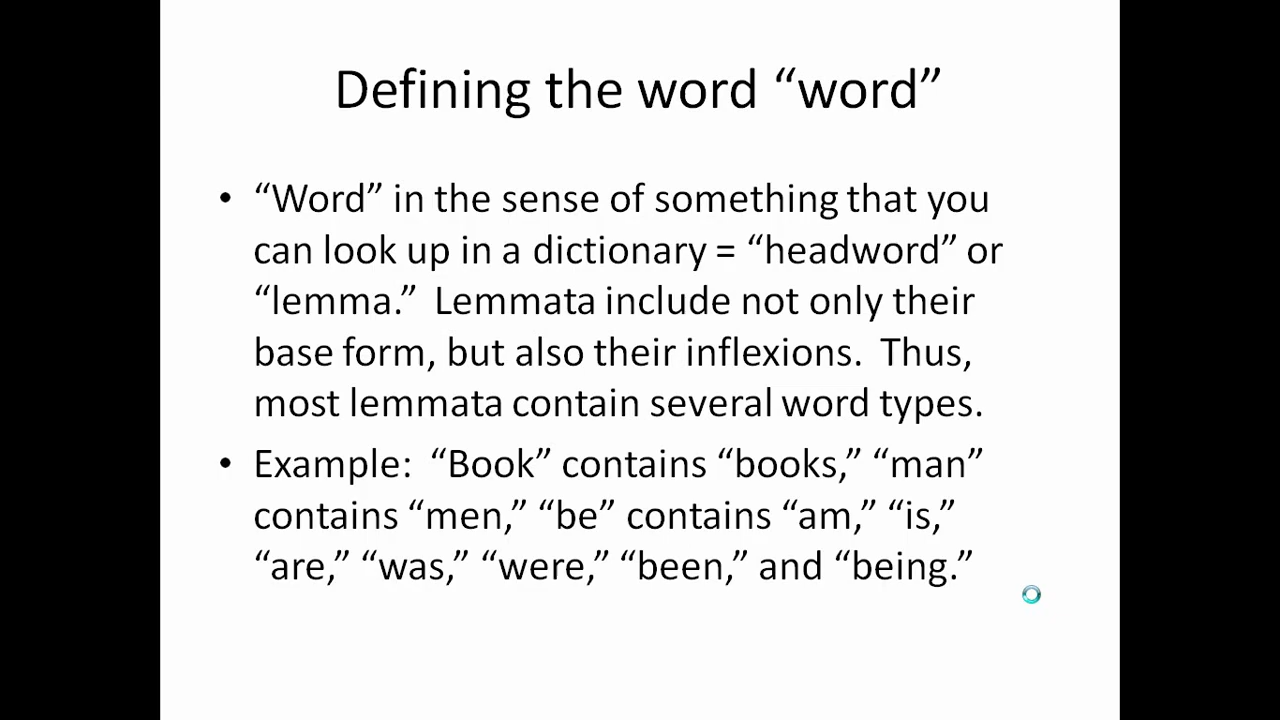 Defining the word “word”
• “Word” in the sense of something that you
can look up in a dictionary = “headword” or
“lemma.”  Lemmata include not only their
base form, but also their inflexions.  Thus,
most lemmata contain several word types.
• Example:  “Book” contains “books,” “man”
contains “men,” “be” contains “am,” “is,”
“are,” “was,” “were,” “been,” and “being.”